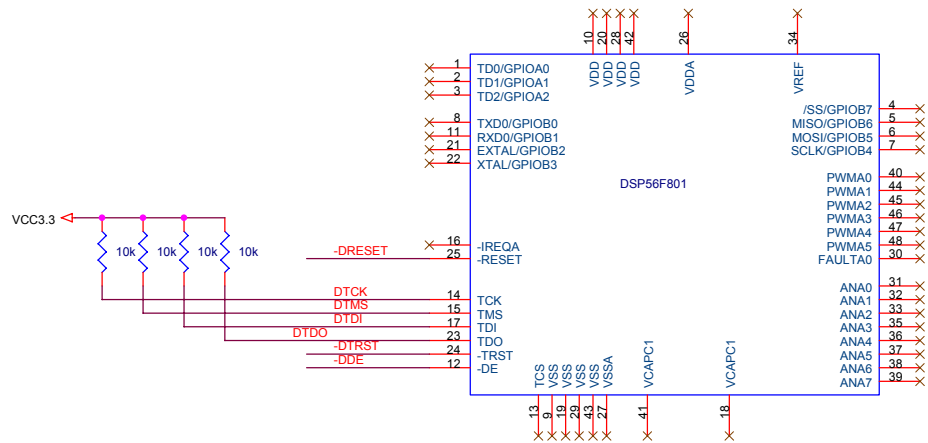 10 20 28 42 26 34
VDD VDD VDD VDD VDDA VREF
1 TD0/GPIOA0
2 TD1/GPIOA1
3 TD2/GPIOA2
/SS/GPIOB7 4
8 TXD0/GPIOB0 MISO/GPIOB6 5
11 RXD0/GPIOB1 MOSI/GPIOB5 6
21 EXTAL/GPIOB2 SCLK/GPIOB4 7
22 XTAL/GPIOB3
DSP56F801
PWMA0 40
PWMA1 44
PWMA2 45
VCC3.3 PWMA3 46
PWMA4 47
10k 10k 10k 10k 16 -IREQA PWMA5 48
-DRESET 25 -RESET FAULTA0 30
ANA0 31
DTCK 14 TCK ANA1 32
DTMS 15 TMS ANA2 33
DTDI 17 TDI ANA3 35
DTDO 23 TDO ANA4 36
-DTRST 24 -TRST ANA5 37
-DDE 12 -DE ANA6 38
ANA7 39
TCS VSS VSS VSS VSS VSSA VCAPC1 VCAPC1
13 9 19 29 43 27 41 18